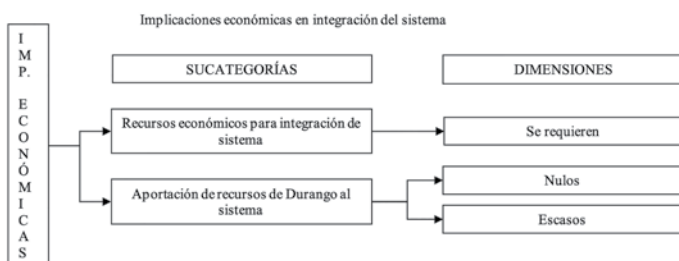 Implicaciones económicas en integración del sistema
I
M
P.
E
C
O
N
Ó
M
I
C
A
S
SUCATEGORÍAS
DIMENSIONES
Recursos económicos para integración de
sistema
Se requieren
Aportación de recursos de Durango al
sistema
Nulos
Escasos